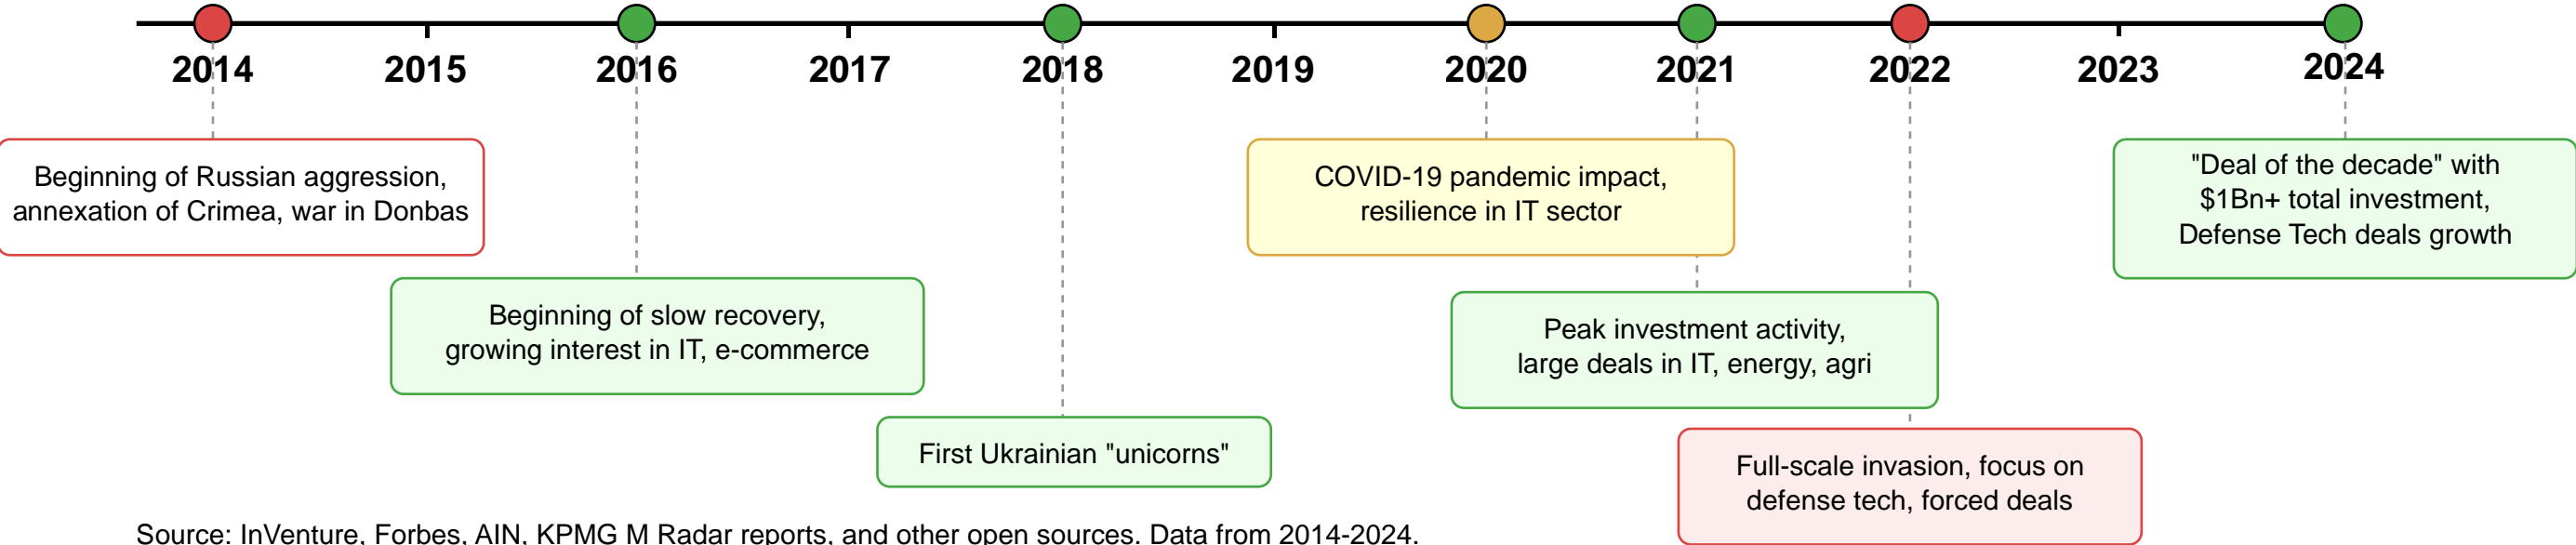 2014 2015 2016 2017 2018 2019 2020 2021 2022 2023 2024
Beginning of Russian aggression,
annexation of Crimea, war in Donbas
COVID-19 pandemic impact,
resilience in IT sector
"Deal of the decade" with
$1Bn+ total investment,
Defense Tech deals growth
Beginning of slow recovery,
growing interest in IT, e-commerce
Peak investment activity,
large deals in IT, energy, agri
First Ukrainian "unicorns"
Full-scale invasion, focus on
defense tech, forced deals
Source: InVenture, Forbes, AIN, KPMG M Radar reports, and other open sources. Data from 2014-2024.